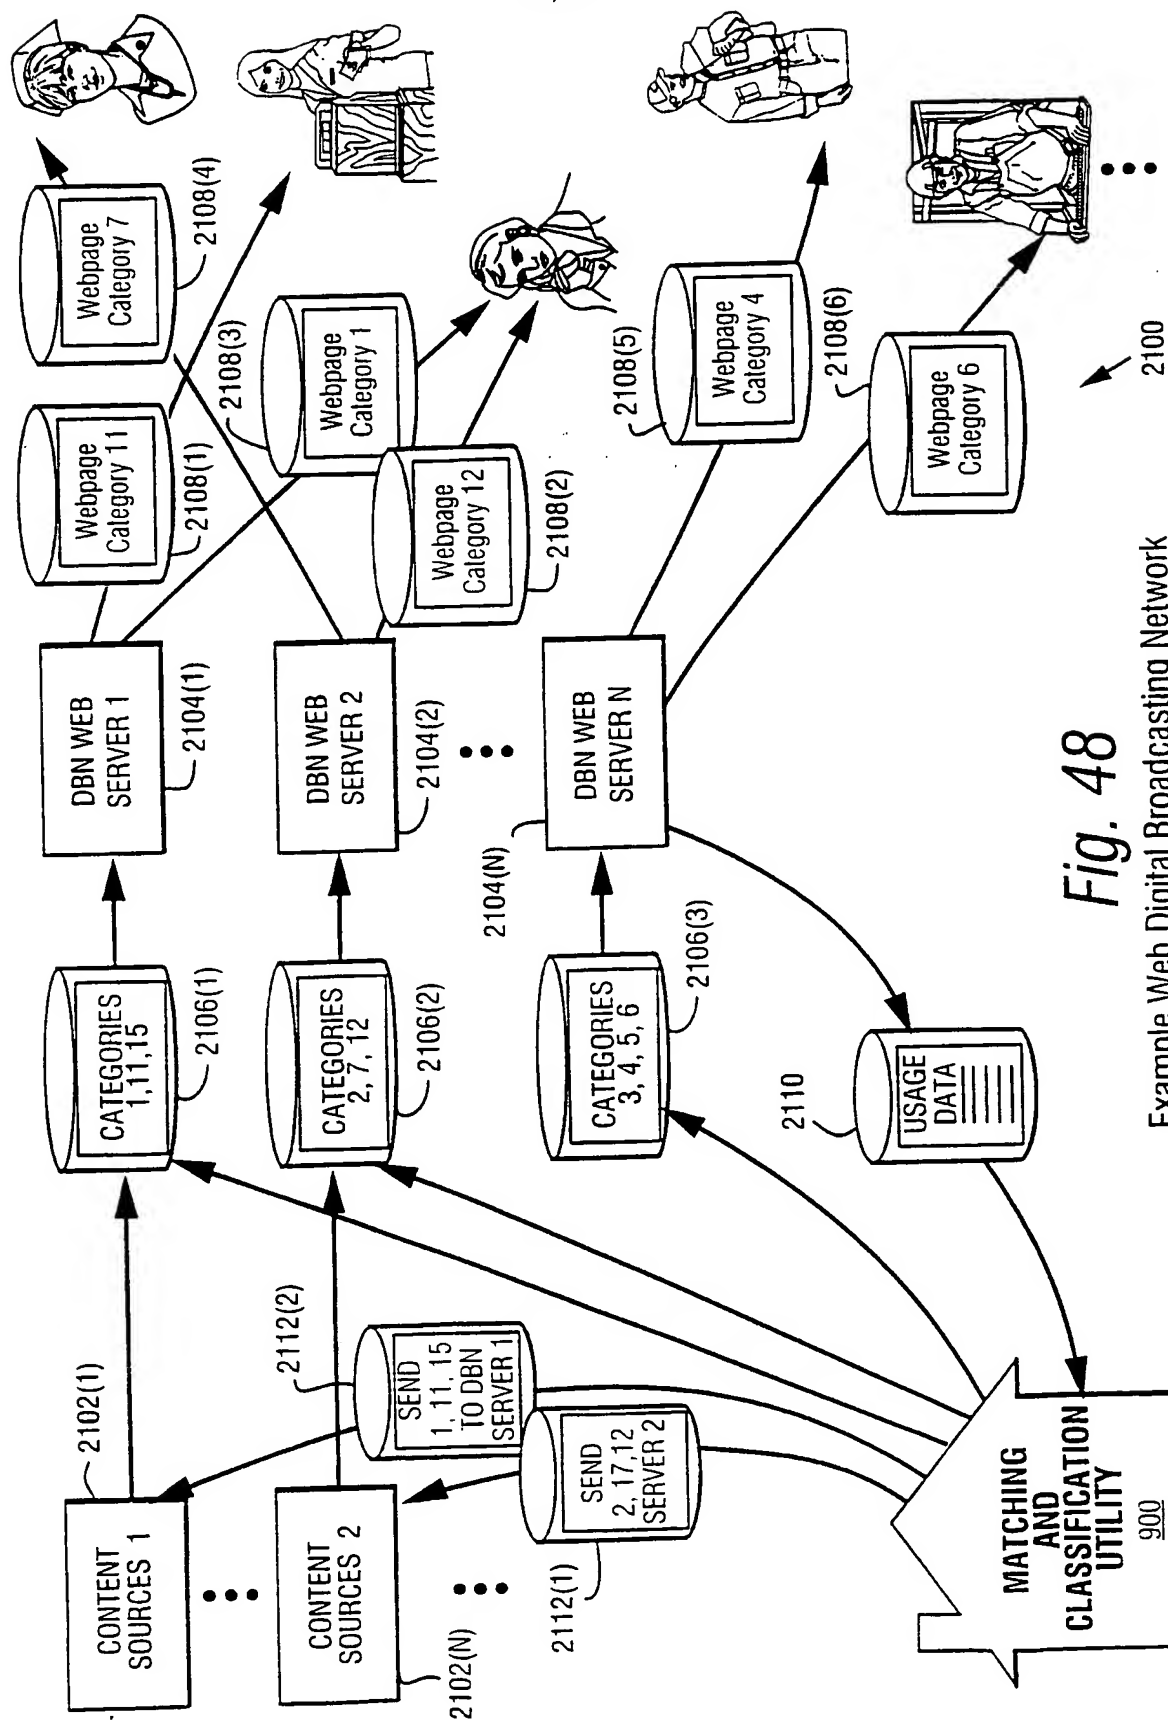 CONTENT
SOURCES 1
2102(1)
CONTENT
SOURCES 2
2102(N)
SEND
1, 11, 15
TO DBN
SERVER 1
2112(2)
SEND
2, 17,12
SERVER 2
2112(1)
MATCHING
AND
CLASSIFICATION
UTILITY
900
CATEGORIES
1,11,15
2106(1)
CATEGORIES
2, 7, 12
2106(2)
CATEGORIES
3, 4, 5, 6
2106(3)
USAGE
DATA
2110
DBN WEB
SERVER 1
2104(1)
DBN WEB
SERVER 2
2104(2)
DBN WEB
SERVER N
2104(N)
Webpage
Category 11
2108(1)
Webpage
Category 7
2108(4)
Webpage
Category 1
2108(3)
Webpage
Category 12
2108(2)
Webpage
Category 4
2108(5)
Webpage
Category 6
2108(6)
2100
Fig. 48
Example Web Digital Broadcasting Network